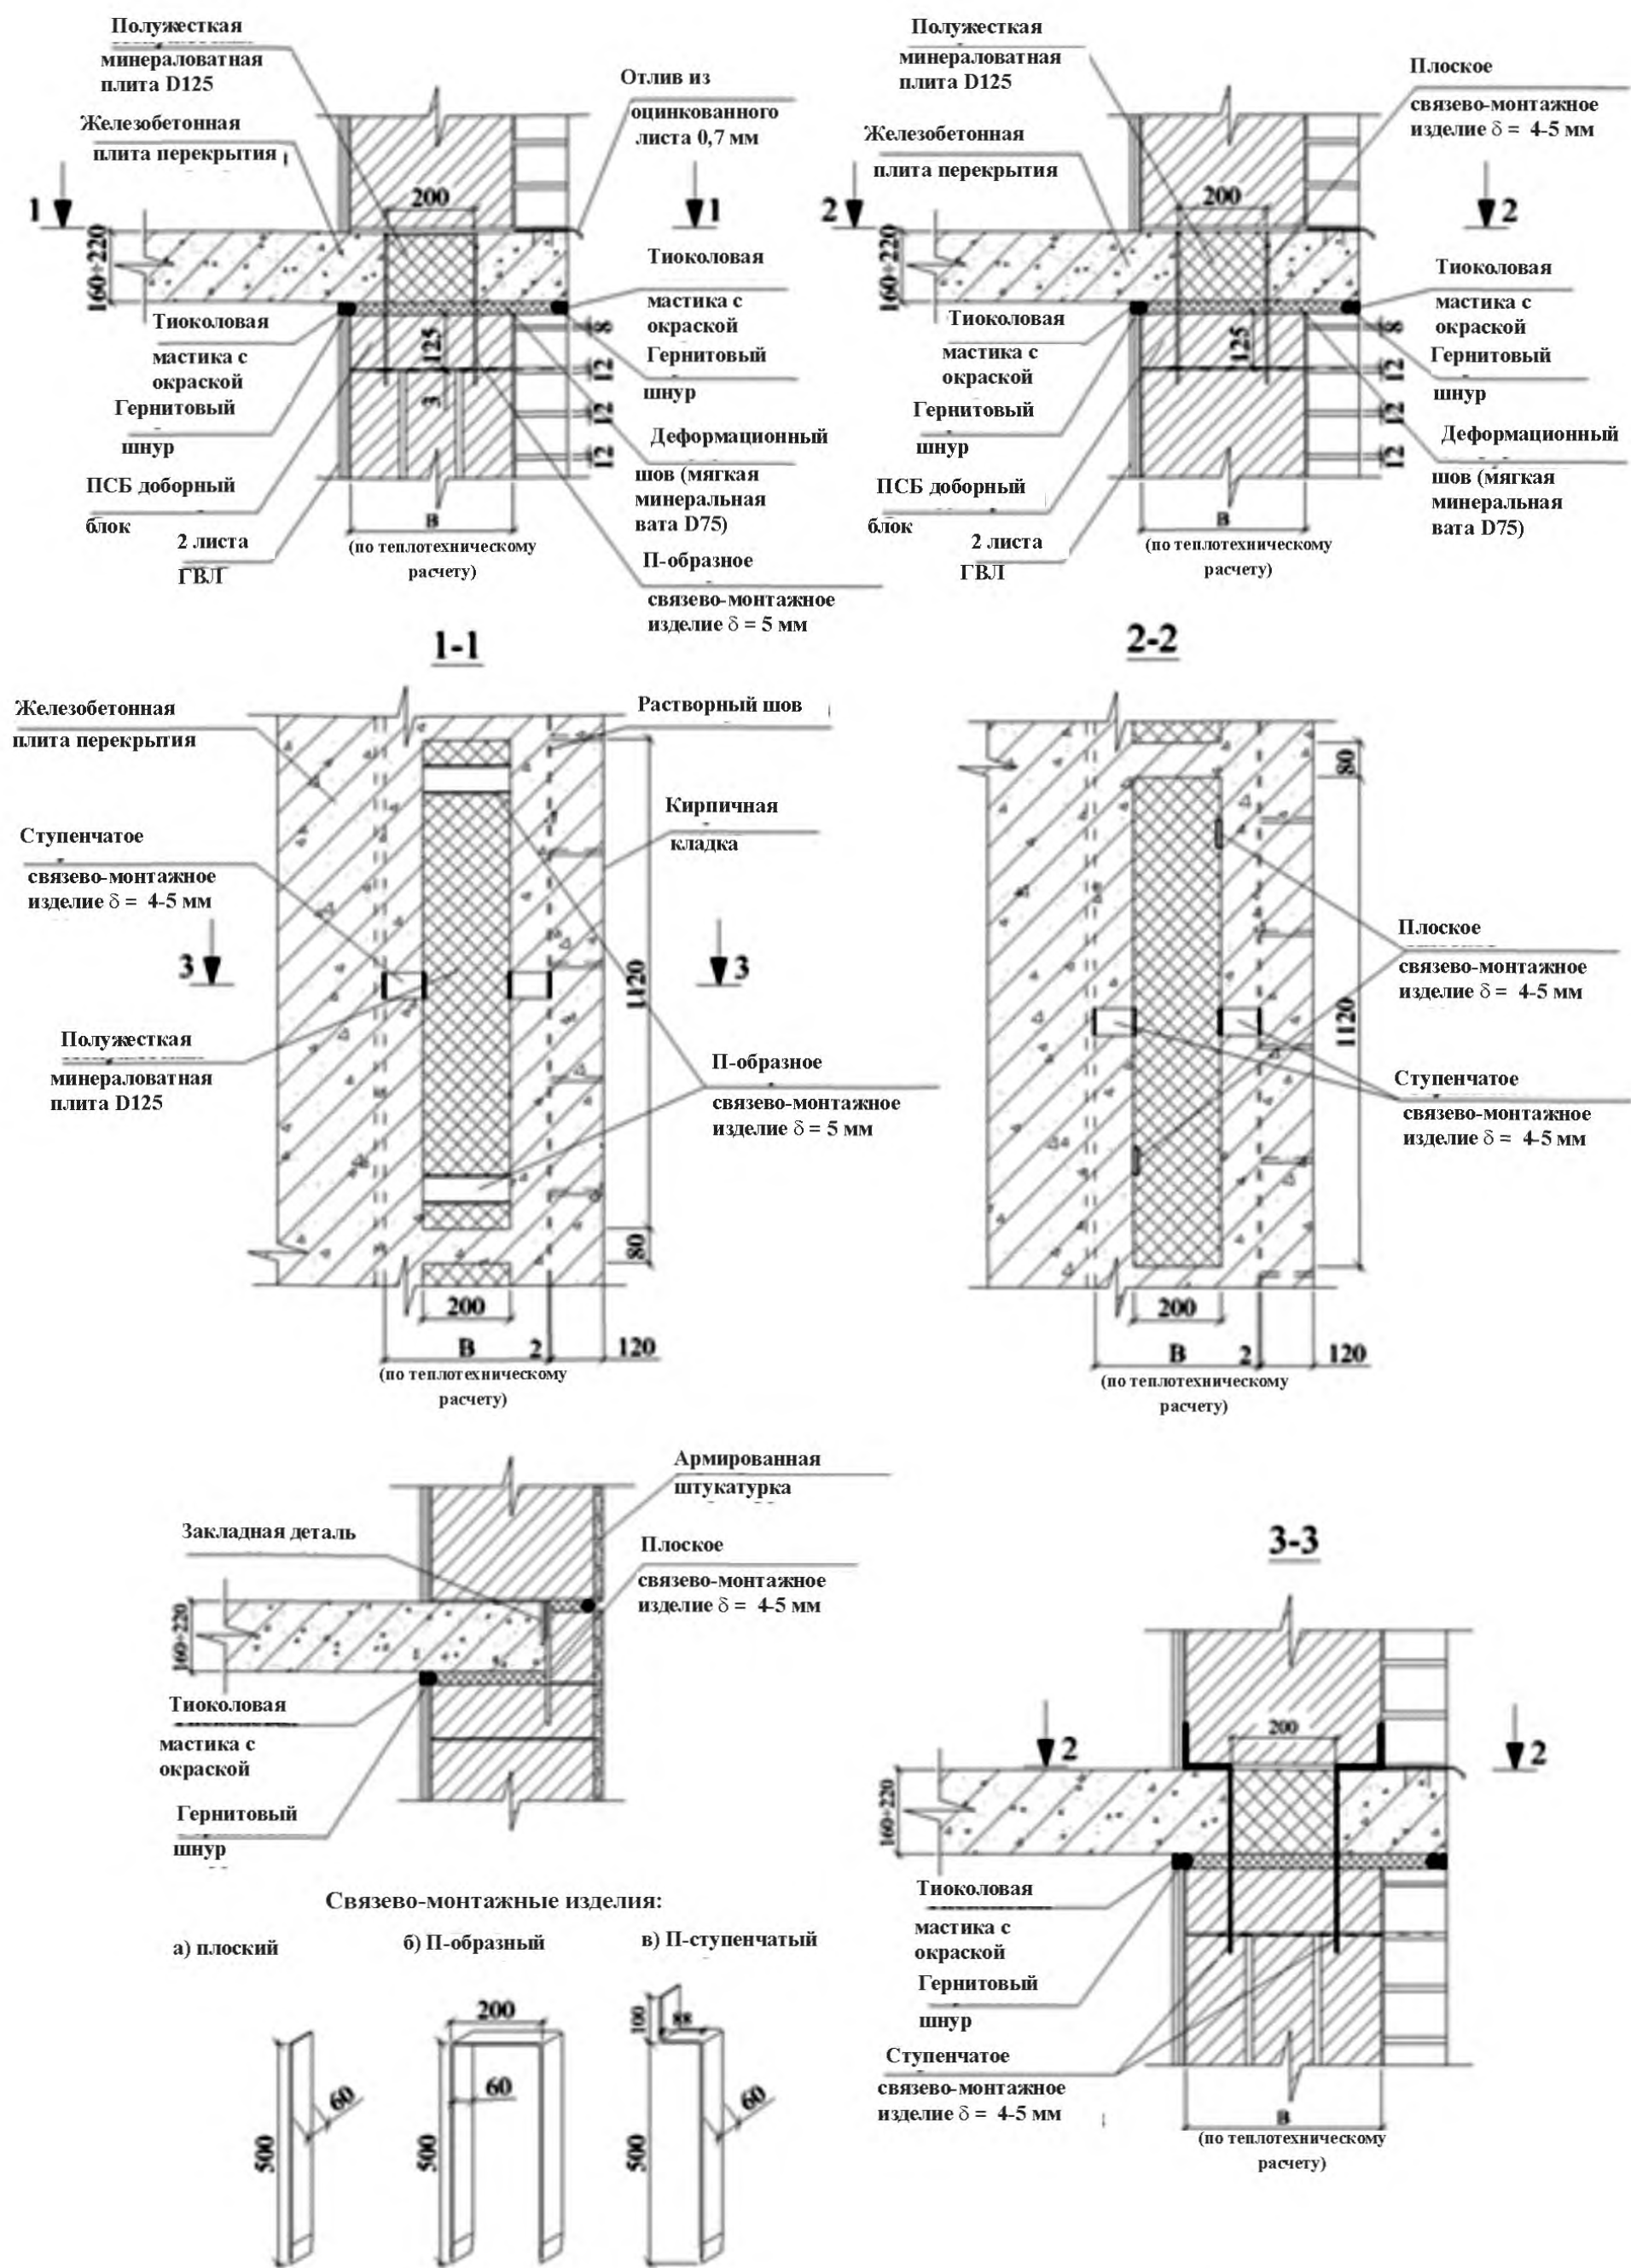 Полужесткая
минераловатная
плита D125
Железобетонная
плита перекрытия
Отлив из
оцинкованного
листа 0,7 мм
1
1
200
160÷220
Тиоколовая
мастика с
окраской
Гернитовый
шнур
ПСБ доборный
блок
2 листа
ГВЛ
125
3
8
12
12
12
Тиоколовая
мастика с
окраской
Гернитовый
шнур
Деформационный
шов (мягкая
минеральная
вата D75)
П-образное
связево-монтажное
изделие δ = 5 мм
В
(по теплотехническому
расчету)
Полужесткая
минераловатная
плита D125
Железобетонная
плита перекрытия
Плоское
связево-монтажное
изделие δ = 4-5 мм
2
2
200
160÷220
Тиоколовая
мастика с
окраской
Гернитовый
шнур
ПСБ доборный
блок
2 листа
ГВЛ
125
8
12
12
12
Тиоколовая
мастика с
окраской
Гернитовый
шнур
Деформационный
шов (мягкая
минеральная
вата D75)
В
(по теплотехническому
расчету)
1-1
Железобетонная
плита перекрытия
Ступенчатое
связево-монтажное
изделие δ = 4-5 мм
3
3
Полужесткая
минераловатная
плита D125
Растворный шов
Кирпичная
кладка
1120
П-образное
связево-монтажное
изделие δ = 5 мм
80
200
В
2
120
(по теплотехническому
расчету)
2-2
80
Плоское
связево-монтажное
изделие δ = 4-5 мм
1120
Ступенчатое
связево-монтажное
изделие δ = 4-5 мм
200
В
2
120
(по теплотехническому
расчету)
Армированная
штукатурка
Закладная деталь
Плоское
связево-монтажное
изделие δ = 4-5 мм
160÷220
Тиоколовая
мастика с
окраской
Гернитовый
шнур
3-3
200
2
2
160÷220
Тиоколовая
мастика с
окраской
Гернитовый
шнур
Ступенчатое
связево-монтажное
изделие δ = 4-5 мм
В
(по теплотехническому
расчету)
Связево-монтажные изделия:
а) плоский
б) П-образный
в) П-ступенчатый
500
60
200
60
500
100
88
60
500